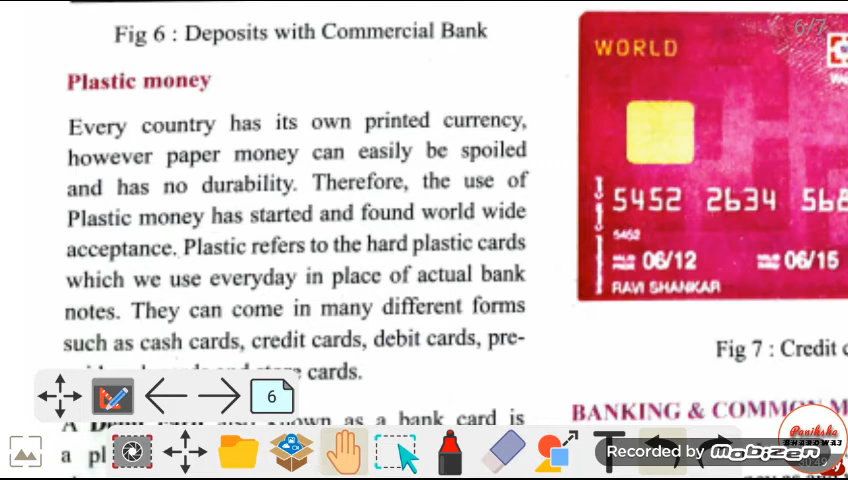 Fig 6 : Deposits with Commercial Bank
Plastic money
Every country has its own printed currency,
however paper money can easily be spoiled
and has no durability. Therefore, the use of
Plastic money has started and found world wide
acceptance. Plastic refers to the hard plastic cards
which we use everyday in place of actual bank
notes. They can come in many different forms
such as cash cards, credit cards, debit cards, pre-
cards.
known as a bank card is
a
6/7
WORLD
5452 2634 568
5452
06/12
06/15
RAVI SHANKAR
Fig 7 : Credit
BANKING & COMMON M
6
Recorded by mobizen
Paniksha
BHARDWAJ